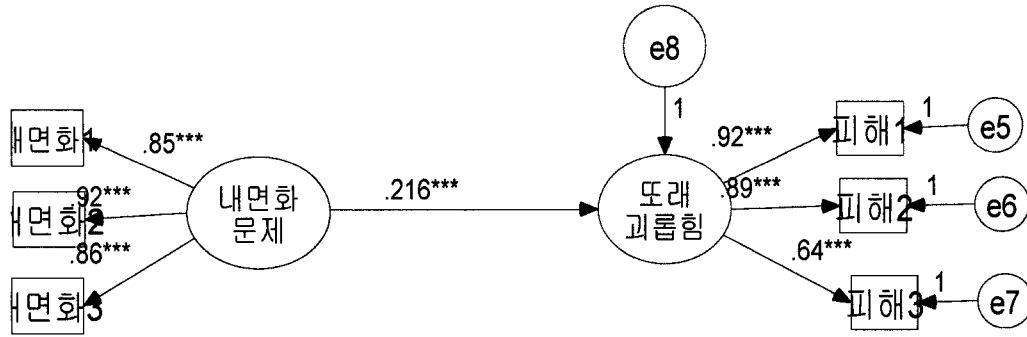 e8
1
.92***
피해1
1
e5
내면화1
.85***
내면화
문제
.216***
또래
괴롭힘
.89***
피해2
1
e6
.92***
내면화2
.86***
.64***
내면화3
피해3
1
e7